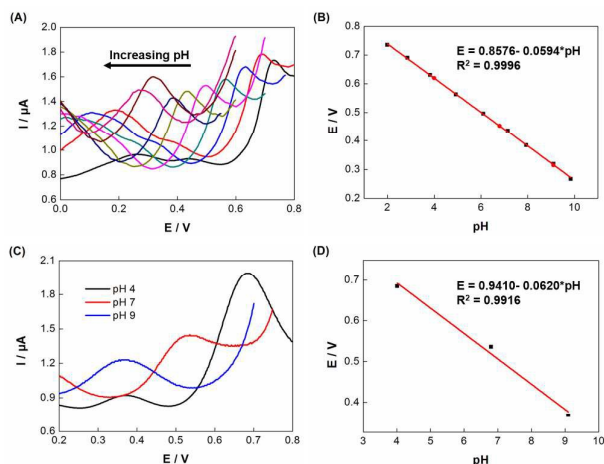 (A)
Increasing pH
1.8
1.6
1.4
1.2
1.0
0.8
0.6
I / µA
0.0 0.2 0.4 0.6 0.8
E / V
(B)
E = 0.8576- 0.0594*pH
R² = 0.9996
0.8
0.7
0.6
0.5
0.4
0.3
0.2
E / V
2 4 6 8 10
pH
(C)
pH 4
pH 7
pH 9
2.1
1.8
1.5
1.2
0.9
0.6
I / µA
0.2 0.3 0.4 0.5 0.6 0.7 0.8
E / V
(D)
E = 0.9410- 0.0620*pH
R² = 0.9916
0.7
0.6
0.5
0.4
E / V
3 4 5 6 7 8 9 10
pH